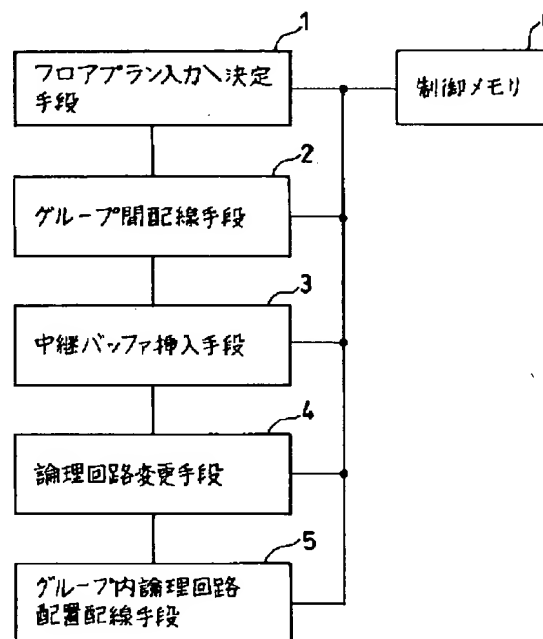 1
フロアプラン入力＼決定
手段
制御メモリ
2
グループ間配線手段
3
中継バッファ挿入手段
4
論理回路変更手段
5
グループ内論理回路
配置配線手段